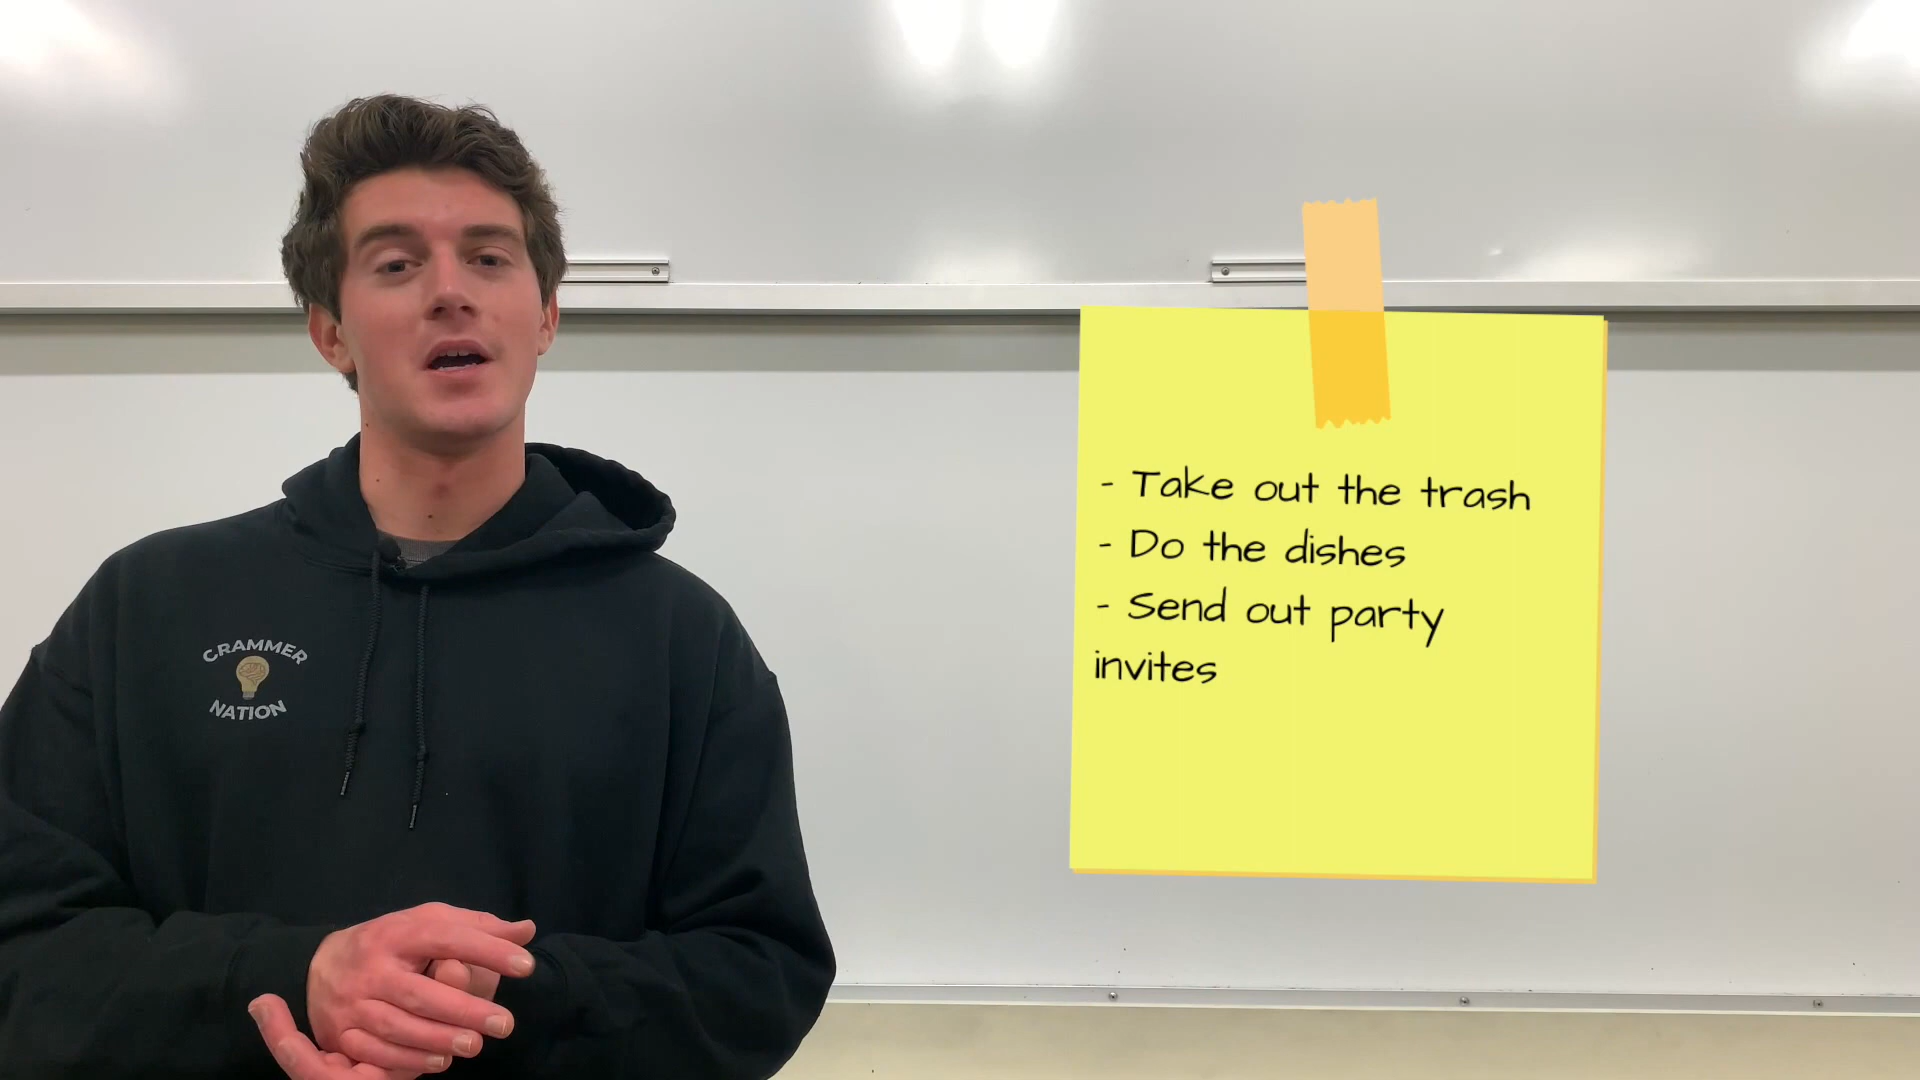 CRAMMER
NATION
- Take out the trash
- Do the dishes
- Send out party
invites